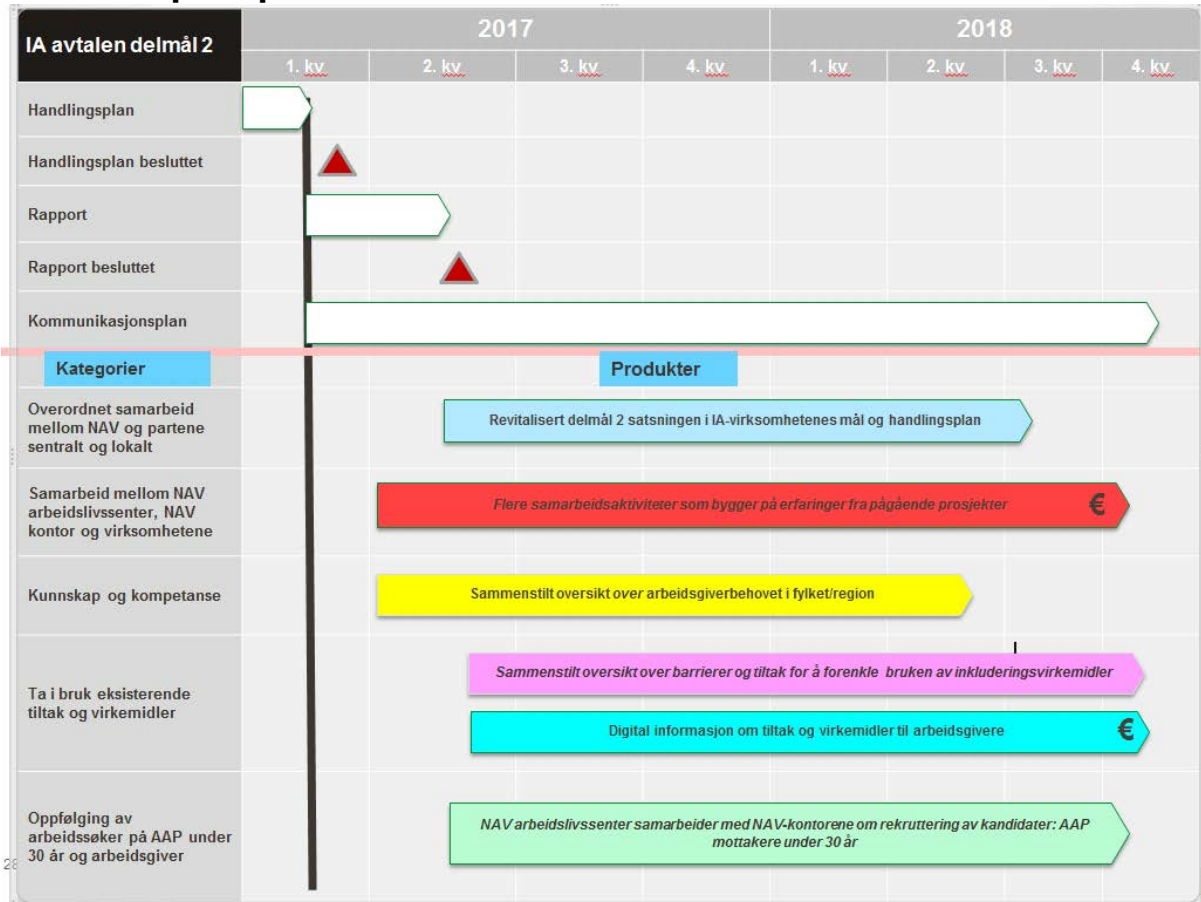 IA avtalen delmål 2
2017
2018
1. kv.
2. kv.
3. kv.
4. kv.
1. kv.
2. kv.
3. kv.
4. kv.
Handlingsplan
Handlingsplan besluttet
Rapport
Rapport besluttet
Kommunikasjonsplan
Kategorier
Produkter
Overordnet samarbeid
mellom NAV og partene
sentralt og lokalt
Revitalisert delmål 2 satsningen i IA-virksomhetenes mål og handlingsplan
Samarbeid mellom NAV
arbeidslivssenter, NAV
kontor og virksomhetene
Flere samarbeidsaktiviteter som bygger på erfaringer fra pågående prosjekter €
Kunnskap og kompetanse
Sammenstilt oversikt over arbeidsgiverbehovet i fylket/region
Ta i bruk eksisterende
tiltak og virkemidler
Sammenstilt oversikt over barrierer og tiltak for å forenkle bruken av inkluderingsvirkemidler
Digital informasjon om tiltak og virkemidler til arbeidsgivere €
Oppfølging av
arbeidssøker på AAP under
30 år og arbeidsgiver
NAV arbeidslivssenter samarbeider med NAV-kontorene om rekruttering av kandidater: AAP
mottakere under 30 år
28